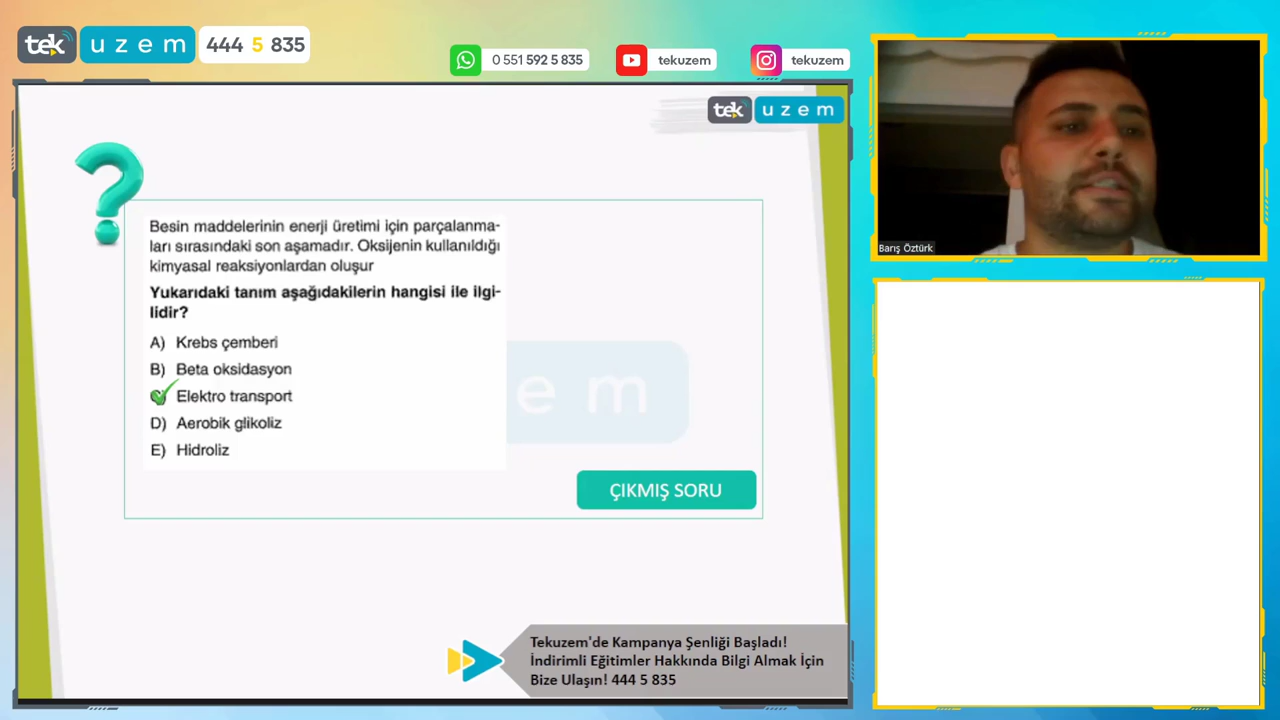 tek uzem 444 5 835
0 551 592 5 835
tekuzem
tekuzem
tek uzem
Besin maddelerinin enerji üretimi için parçalanma-
ları sırasındaki son aşamadır. Oksijenin kullanıldığı
kimyasal reaksiyonlardan oluşur
Yukarıdaki tanım aşağıdakilerin hangisi ile ilgi-
lidir?
A) Krebs çemberi
B) Beta oksidasyon
Elektro transport
D) Aerobik glikoliz
E) Hidroliz
em
ÇIKMIŞ SORU
Tekuzem'de Kampanya Şenliği Başladı!
İndirimli Eğitimler Hakkında Bilgi Almak İçin
Bize Ulaşın! 444 5 835
Barış Öztürk